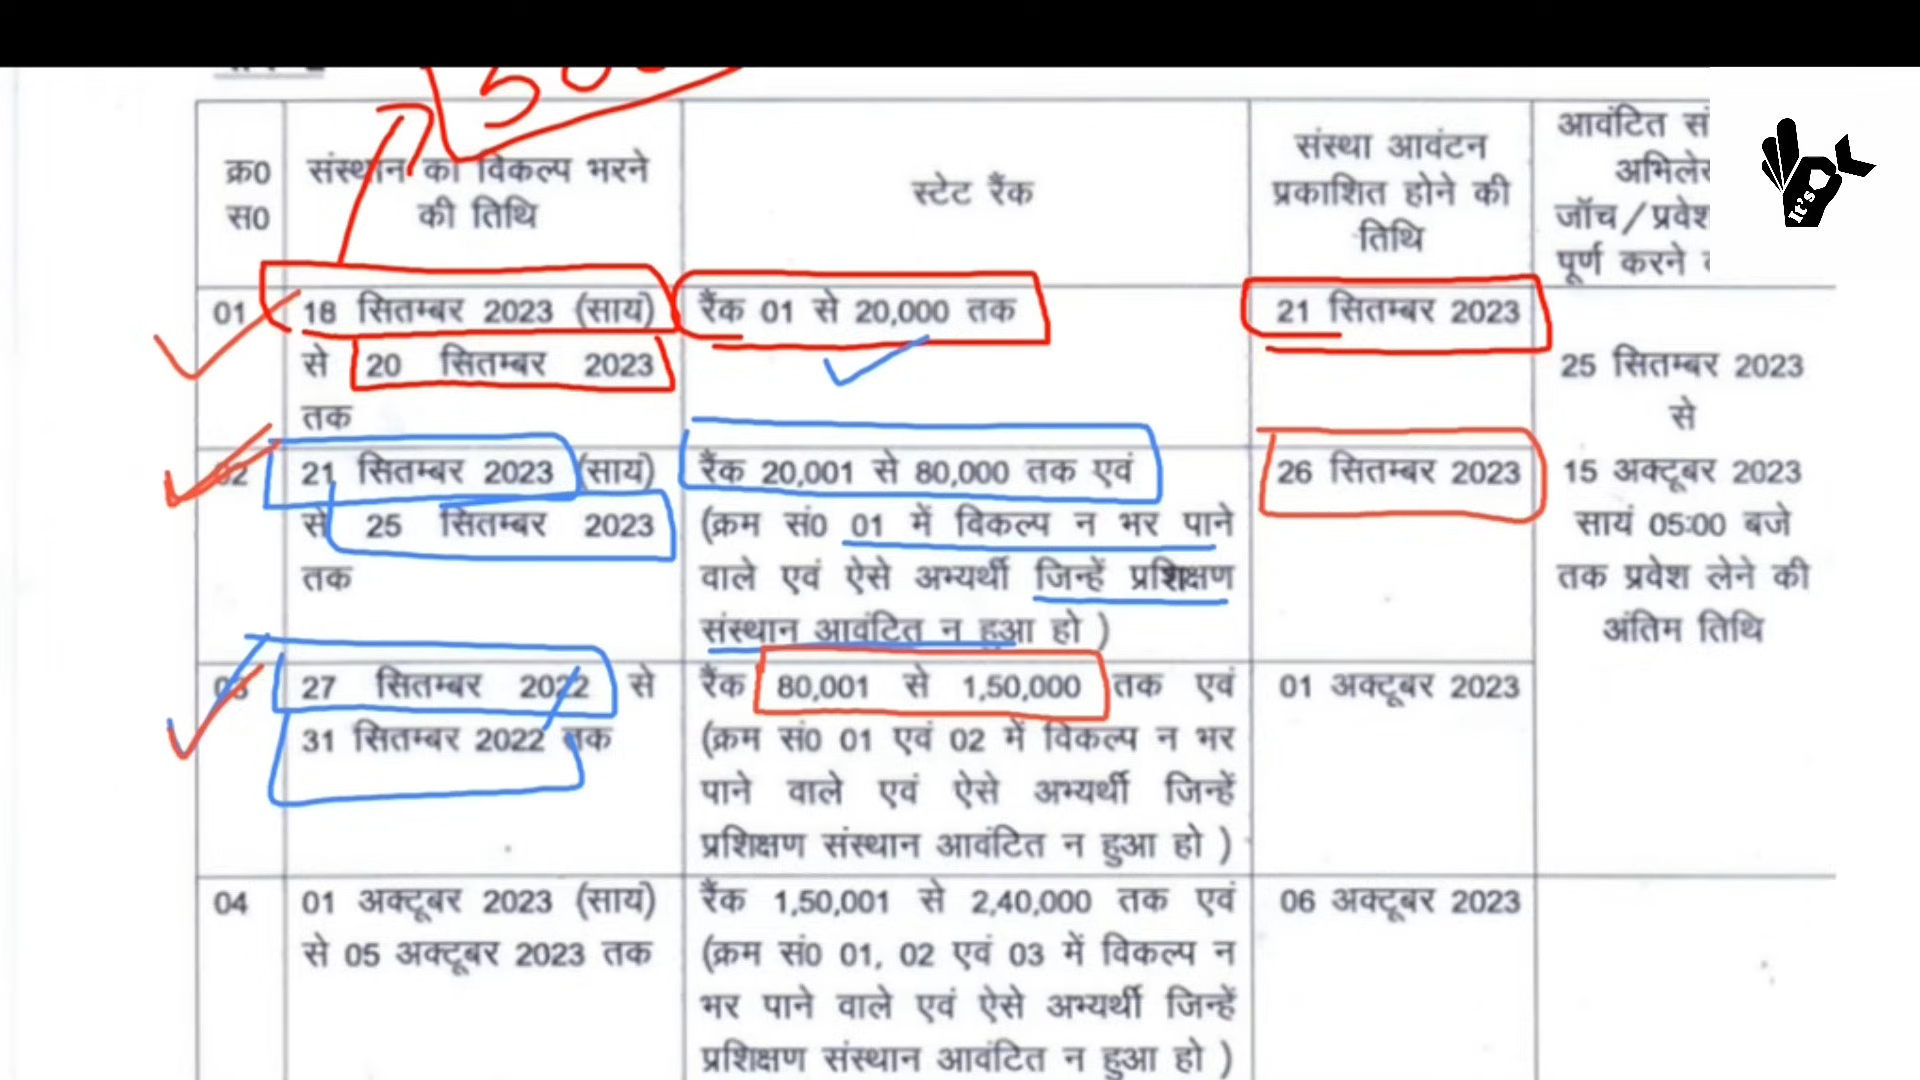 क्र0
स0
संस्थान का विकल्प भरने
की तिथि
स्टेट रैंक
संस्था आवंटन
प्रकाशित होने की
तिथि
आवंटित
जॉच/प्रवेश
पूर्ण करने
It's
01
18 सितम्बर 2023 (साय)
से 20 सितम्बर 2023
तक
रैंक 01 से 20,000 तक
21 सितम्बर 2023
25 सितम्बर 2023
से
15 अक्टूबर 2023
सायं 05:00 बजे
तक प्रवेश लेने की
अंतिम तिथि
02
21 सितम्बर 2023 (साय)
से 25 सितम्बर 2023
तक
रैंक 20,001 से 80,000 तक एवं
(क्रम सं0 01 में विकल्प न भर पाने
वाले एवं ऐसे अभ्यर्थी जिन्हें प्रशिक्षण
संस्थान आवंटित न हुआ हो )
26 सितम्बर 2023
03
27 सितम्बर 2022 से
31 सितम्बर 2022 तक
रैंक 80,001 से 1,50,000 तक एवं
(क्रम सं0 01 एवं 02 में विकल्प न भर
पाने वाले एवं ऐसे अभ्यर्थी जिन्हें
प्रशिक्षण संस्थान आवंटित न हुआ हो )
01 अक्टूबर 2023
04
01 अक्टूबर 2023 (साय)
से 05 अक्टूबर 2023 तक
रैंक 1,50,001 से 2,40,000 तक एवं
(क्रम सं0 01, 02 एवं 03 में विकल्प न
भर पाने वाले एवं ऐसे अभ्यर्थी जिन्हें
प्रशिक्षण संस्थान आवंटित न हुआ हो )
06 अक्टूबर 2023